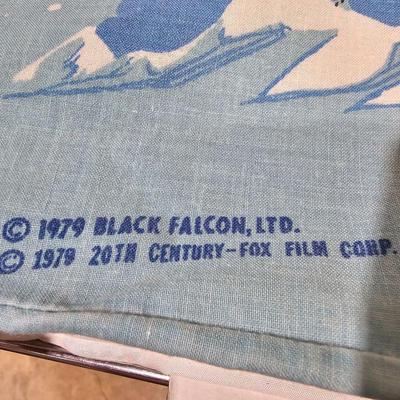 © 1979 BLACK FALCON, LTD.
© 1979 20TH CENTURY-FOX FILM CORP.